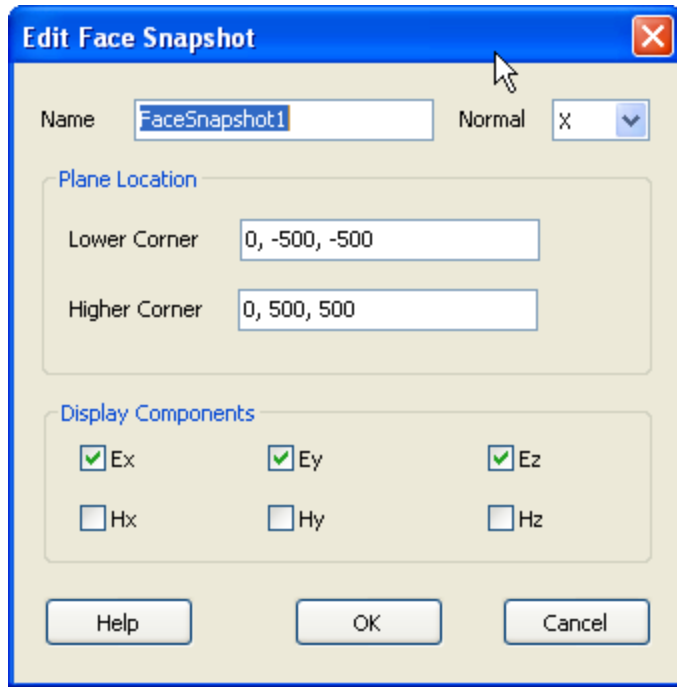 Edit Face Snapshot
Name FaceSnapshot1 Normal X
Plane Location
Lower Corner 0, -500, -500
Higher Corner 0, 500, 500
Display Components
Ex Ey Ez
Hx Hy Hz
Help OK Cancel